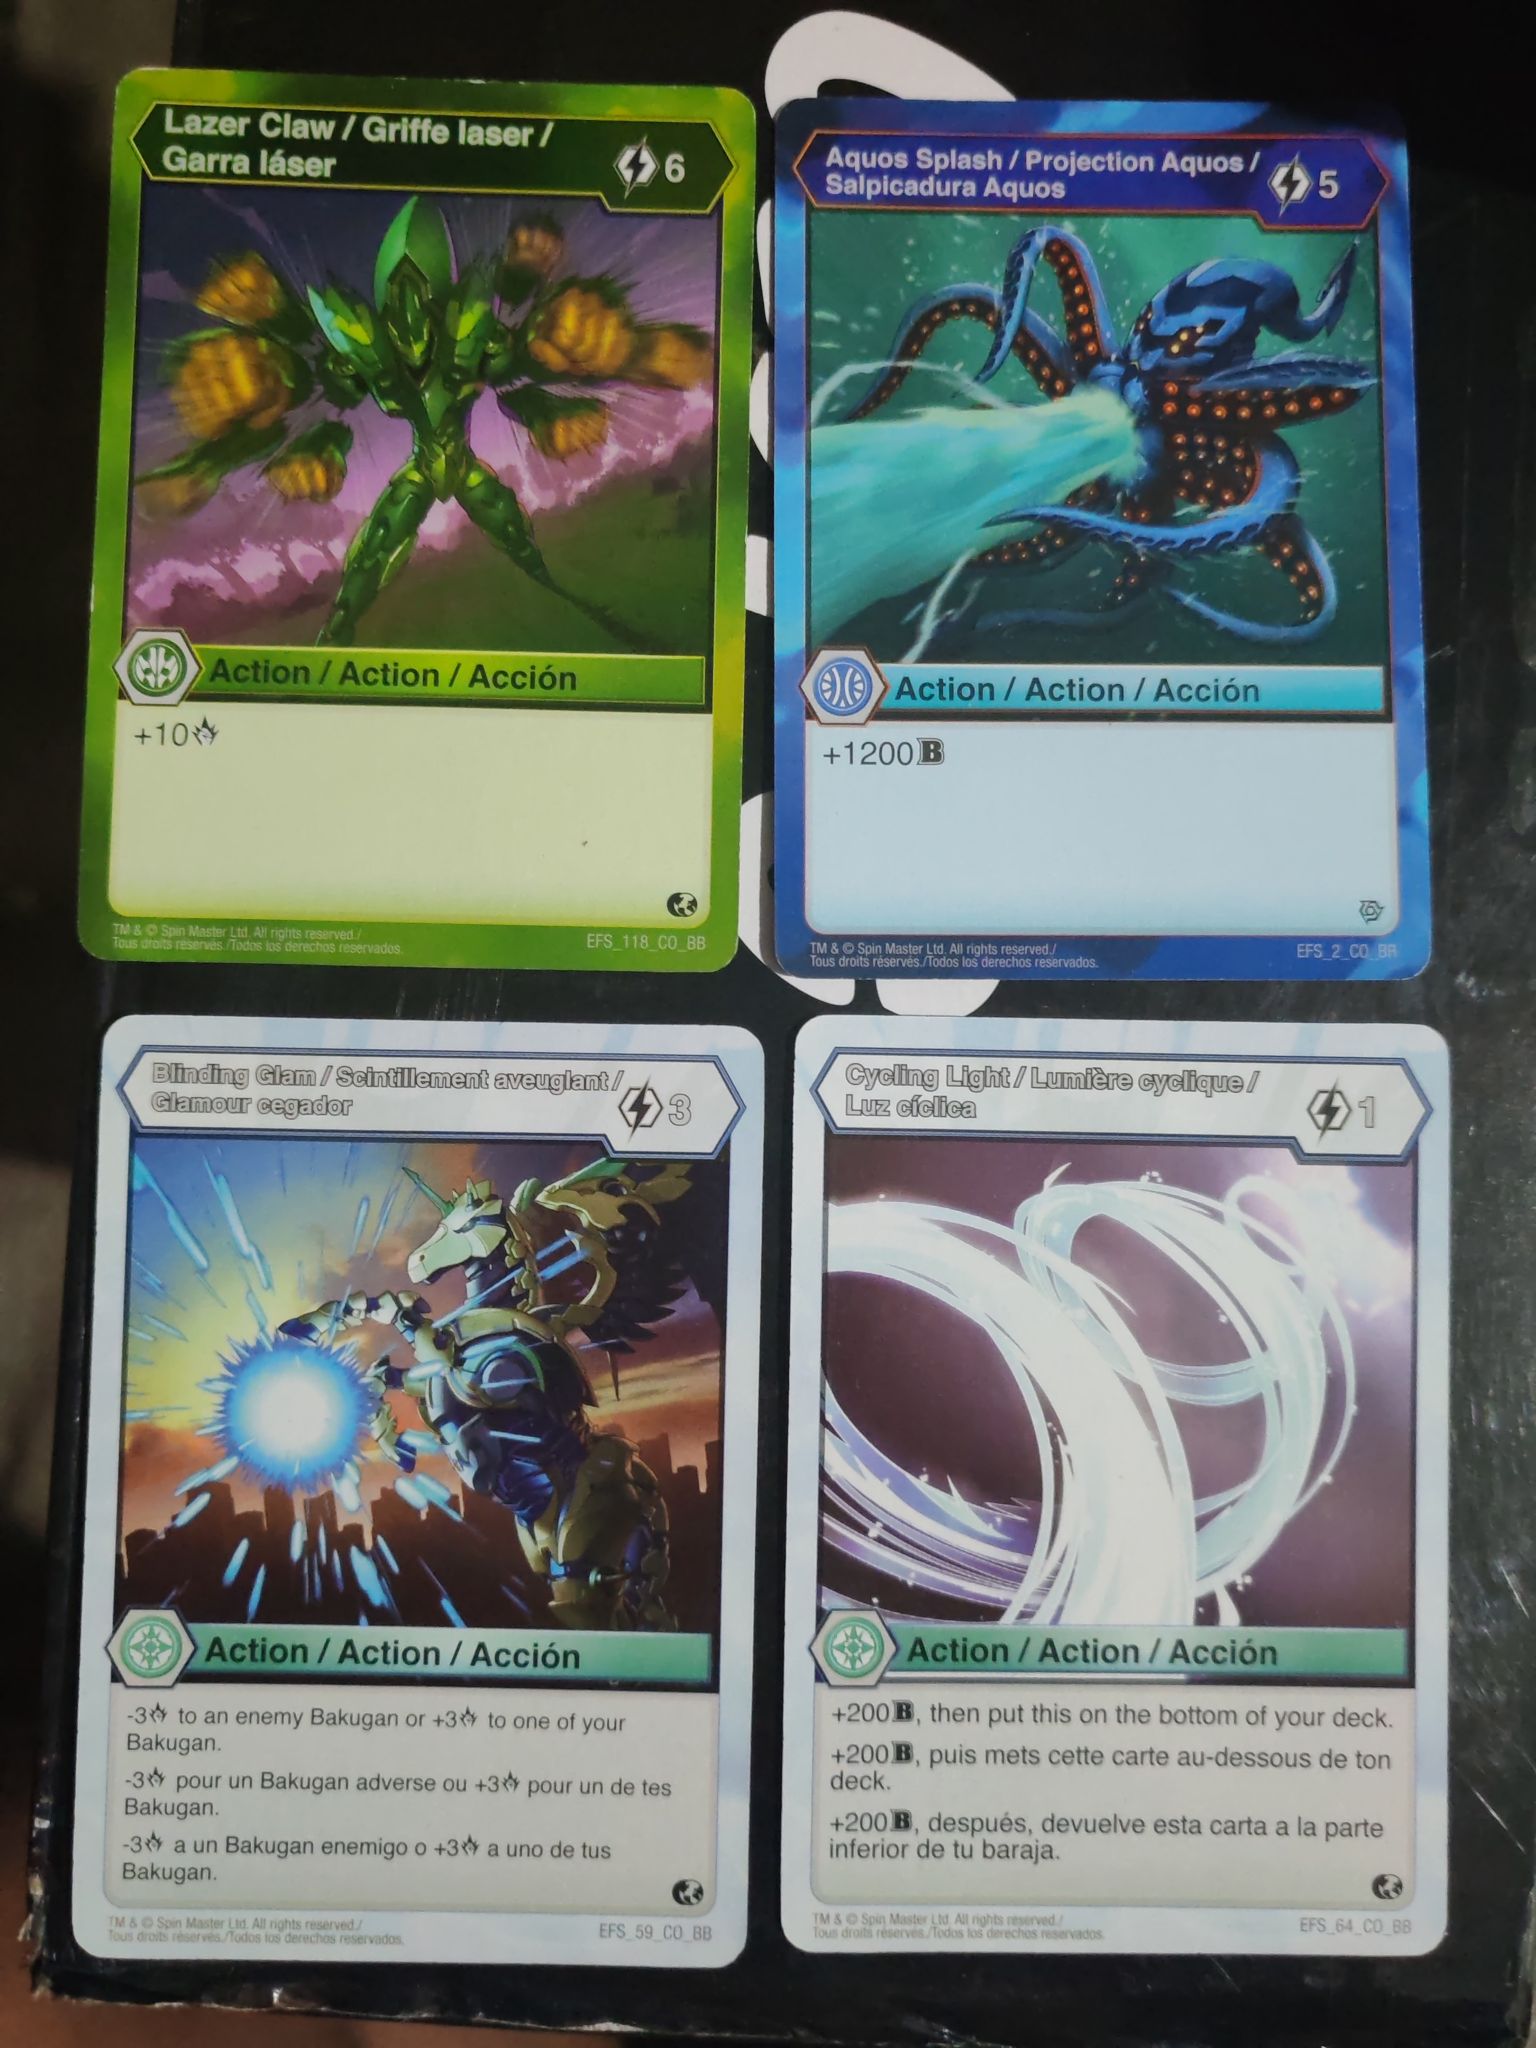 Lazer Claw / Griffe laser /
Garra láser
6
Action / Action / Acción
+10
TM & © Spin Master Ltd. All rights reserved./
Tous droits réservés./Todos los derechos reservados.
EFS_118_CO_BB
Aquos Splash / Projection Aquos /
Salpicadura Aquos
5
Action / Action / Acción
+1200 B
TM & © Spin Master Ltd. All rights reserved./
Tous droits réservés./Todos los derechos reservados.
EFS_2_CO_BB
Blinding Glam / Scintillement aveuglant /
Glamour cegador
3
Action / Action / Acción
-3 to an enemy Bakugan or +3 to one of your
Bakugan.
-3 pour un Bakugan adverse ou +3 pour un de tes
Bakugan.
-3 a un Bakugan enemigo o +3 a uno de tus
Bakugan.
TM & © Spin Master Ltd. All rights reserved./
Tous droits réservés./Todos los derechos reservados.
EFS_59_CO_BB
Cycling Light / Lumière cyclique /
Luz cíclica
1
Action / Action / Acción
+200 B, then put this on the bottom of your deck.
+200 B, puis mets cette carte au-dessous de ton
deck.
+200 B, después, devuelve esta carta a la parte
inferior de tu baraja.
TM & © Spin Master Ltd. All rights reserved./
Tous droits réservés./Todos los derechos reservados.
EFS_64_CO_BB